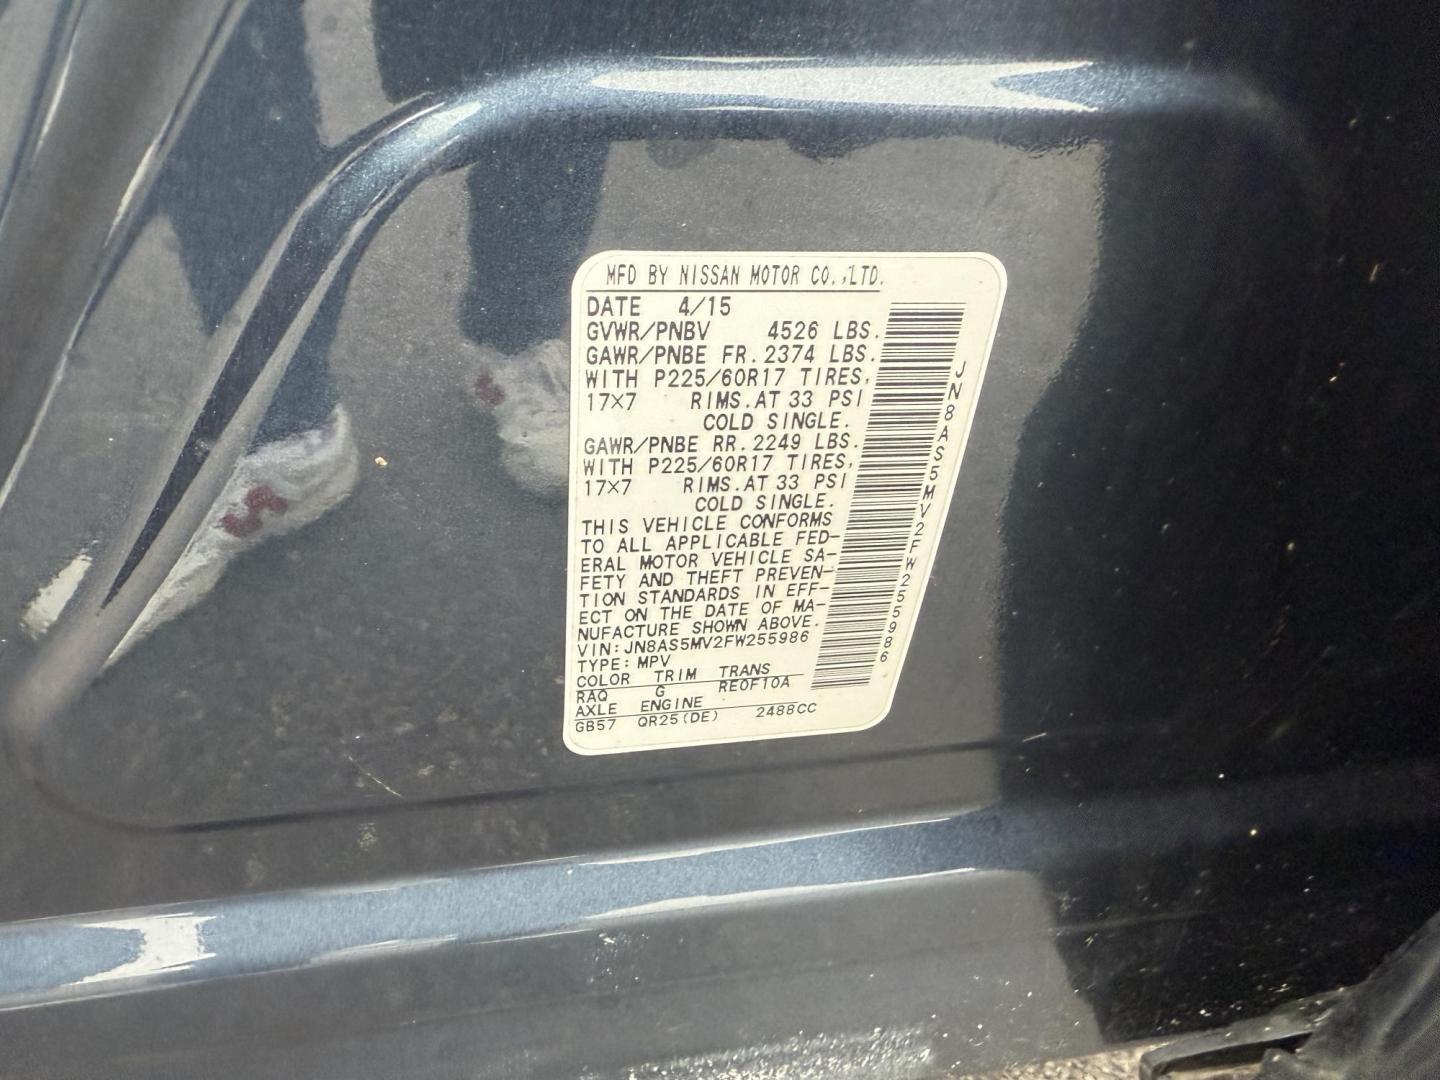 MFD BY NISSAN MOTOR CO.,LTD.
DATE 4/15
GVWR/PNBV 4526 LBS.
GAWR/PNBE FR. 2374 LBS.
WITH P225/60R17 TIRES,
17×7 RIMS. AT 33 PSI
COLD SINGLE.
GAWR/PNBE RR. 2249 LBS.
WITH P225/60R17 TIRES,
17×7 RIMS. AT 33 PSI
COLD SINGLE.
THIS VEHICLE CONFORMS
TO ALL APPLICABLE FED-
ERAL MOTOR VEHICLE SA-
FETY AND THEFT PREVEN-
TION STANDARDS IN EFF-
ECT ON THE DATE OF MA-
NUFACTURE SHOWN ABOVE.
VIN: JN8AS5MV2FW255986
TYPE: MPV
COLOR TRIM TRANS
RAQ G RE0F10A
AXLE ENGINE
GB57 QR25(DE) 2488CC
JN8AS5MV2FW255986